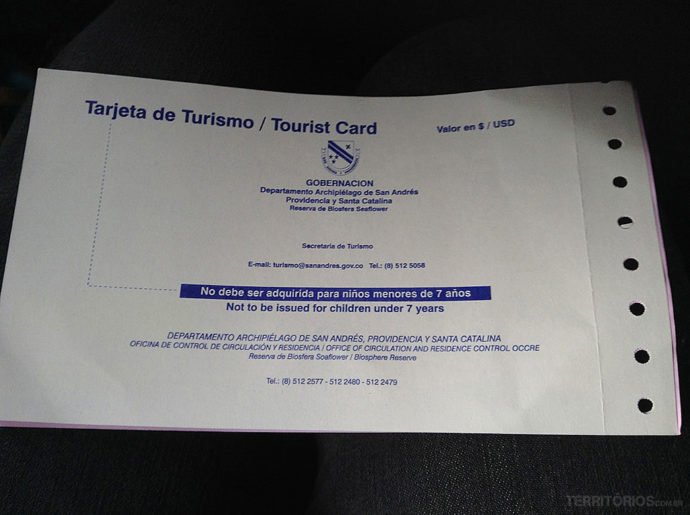 Tarjeta de Turismo / Tourist Card
Valor en $ / USD
GOBERNACION
Departamento Archipiélago de San Andrés
Providencia y Santa Catalina
Reserva de Biosfera Seaflower
Secretaria de Turismo
E-mail: turismo@sanandres.gov.co Tel.: (8) 512 5058
No debe ser adquirida para niños menores de 7 años
Not to be issued for children under 7 years
DEPARTAMENTO ARCHIPIÉLAGO DE SAN ANDRÉS, PROVIDENCIA Y SANTA CATALINA
OFICINA DE CONTROL DE CIRCULACIÓN Y RESIDENCIA / OFFICE OF CIRCULATION AND RESIDENCE CONTROL OCCRE
Reserva de Biosfera Seaflower / Biosphere Reserve
Tel.: (8) 512 2577 - 512 2480 - 512 2479
TERRITÓRIOS.COM.BR